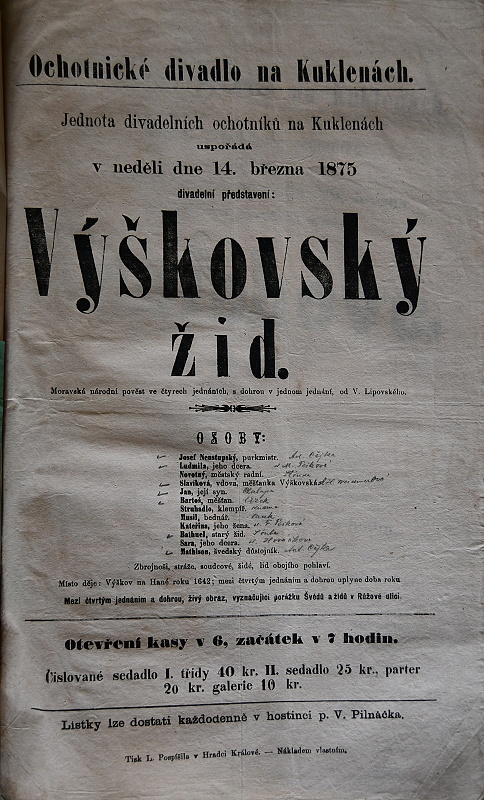 Ochotnické divadlo na Kuklenách.
Jednota divadelních ochotníků na Kuklenách
uspořádá
v neděli dne 14. března 1875
divadelní představení:
Výškovský
žid.
Moravská národní pověst ve čtyrech jednáních, s dohrou v jednom jednání, od V. Lipovského.
OSOBY:
Josef Nenstupský, purkmistr.
Ludmila, jeho dcera.
Novotný, městský radní.
Slavíková, vdova, měšťanka Výškovská
Jan, její syn.
Bartoš, měšťan.
Struhadlo, klempíř.
Musil, bednář.
Kateřina, jeho žena.
Bathuel, starý žid.
Sara, jeho dcera.
Mathison, švédský důstojník.
Zbrojnoši, stráže, soudcové, židé, lid obojího pohlaví.
Místo děje: Výškov na Hané roku 1642; mezi čtvrtým jednáním a dohrou uplyne doba roku
Mezi čtvrtým jednáním a dohrou, živý obraz, vyznačující porážku Švédů a židů v Růžové ulici.
Otevření kasy v 6, začátek v 7 hodin.
Číslované sedadlo I. třídy 40 kr. II. sedadlo 25 kr., parter
20 kr. galerie 10 kr.
Lístky lze dostati každodenně v hostinci p. V. Pilnáčka.
Tisk L. Pospíšila v Hradci Králové. — Nákladem vlastním.